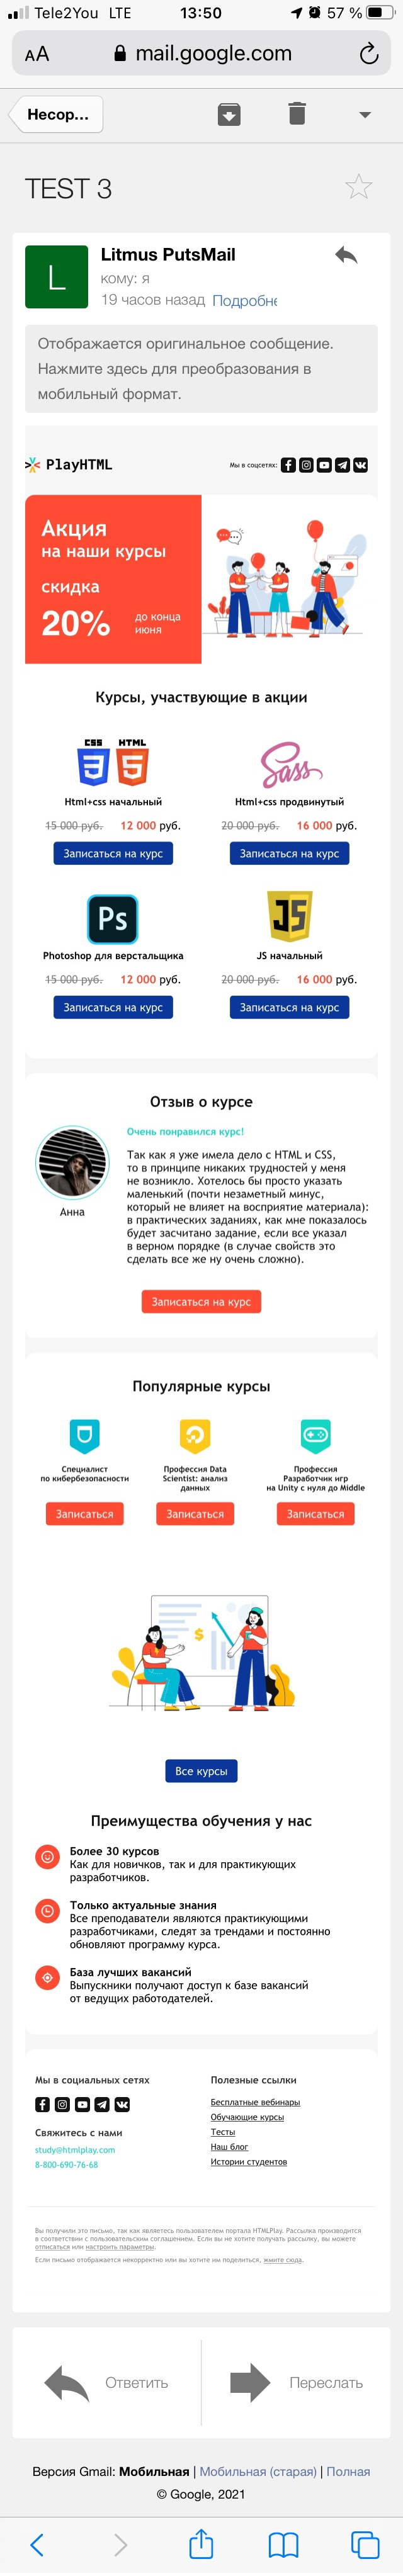 Tele2You LTE 13:50 57 %
AA mail.google.com
Несор...
TEST 3
L
Litmus PutsMail
кому: я
19 часов назад Подробне
Отображается оригинальное сообщение.
Нажмите здесь для преобразования в
мобильный формат.
PlayHTML Мы в соцсетях:
Акция
на наши курсы
скидка
20% до конца
июня
Курсы, участвующие в акции
CSS HTML
3 5 Sass
Html+css начальный Html+css продвинутый
15 000 руб. 12 000 руб. 20 000 руб. 16 000 руб.
Записаться на курс Записаться на курс
Ps JS
Photoshop для верстальщика JS начальный
15 000 руб. 12 000 руб. 20 000 руб. 16 000 руб.
Записаться на курс Записаться на курс
Отзыв о курсе
Очень понравился курс!
Так как я уже имела дело с HTML и CSS,
то в принципе никаких трудностей у меня
не возникло. Хотелось бы просто указать
маленький (почти незаметный минус,
который не влияет на восприятие материала):
в практических заданиях, как мне показалось
будет засчитано задание, если все указал
в верном порядке (в случае свойств это
сделать все же ну очень сложно).
Анна
Записаться на курс
Популярные курсы
Специалист
по кибербезопасности
Профессия Data
Scientist: анализ
данных
Профессия
Разработчик игр
на Unity с нуля до Middle
Записаться Записаться Записаться
$
Все курсы
Преимущества обучения у нас
Более 30 курсов
Как для новичков, так и для практикующих
разработчиков.
Только актуальные знания
Все преподаватели являются практикующими
разработчиками, следят за трендами и постоянно
обновляют программу курса.
База лучших вакансий
Выпускники получают доступ к базе вакансий
от ведущих работодателей.
Мы в социальных сетях
Свяжитесь с нами
study@htmlplay.com
8-800-690-76-68
Полезные ссылки
Бесплатные вебинары
Обучающие курсы
Тесты
Наш блог
Истории студентов
Вы получили это письмо, так как являетесь пользователем портала HTMLPlay. Рассылка производится
в соответствии с пользовательским соглашением. Если вы не хотите получать рассылку, вы можете
отписаться или настроить параметры.
Если письмо отображается некорректно или вы хотите им поделиться, жмите сюда.
Ответить Переслать
Версия Gmail: Мобильная | Мобильная (старая) | Полная
© Google, 2021